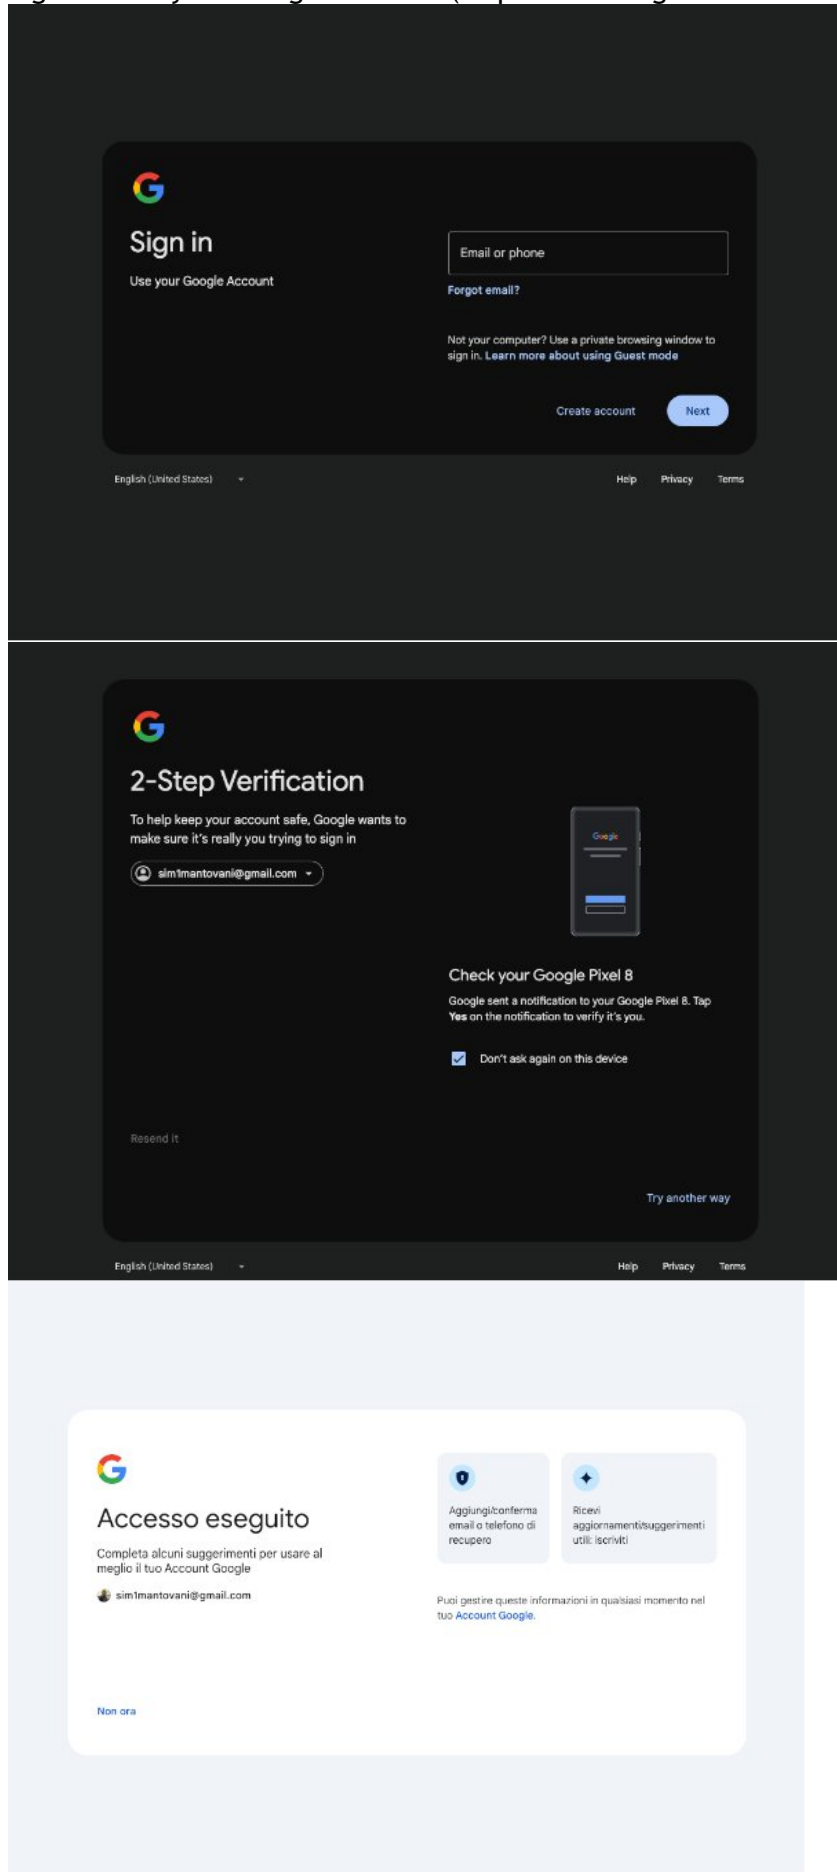 Sign in
Use your Google Account
Email or phone
Forgot email?
Not your computer? Use a private browsing window to
sign in. Learn more about using Guest mode
Create account
Next
English (United States)
Help
Privacy
Terms
2-Step Verification
To help keep your account safe, Google wants to
make sure it's really you trying to sign in
sim1mantovani@gmail.com
Google
Check your Google Pixel 8
Google sent a notification to your Google Pixel 8. Tap
Yes on the notification to verify it's you.
Don't ask again on this device
Resend it
Try another way
English (United States)
Help
Privacy
Terms
Accesso eseguito
Completa alcuni suggerimenti per usare al
meglio il tuo Account Google
sim1mantovani@gmail.com
Aggiungi/conferma
email o telefono di
recupero
Ricevi
aggiornamenti/suggerimenti
utili: iscriviti
Puoi gestire queste informazioni in qualsiasi momento nel
tuo Account Google.
Non ora